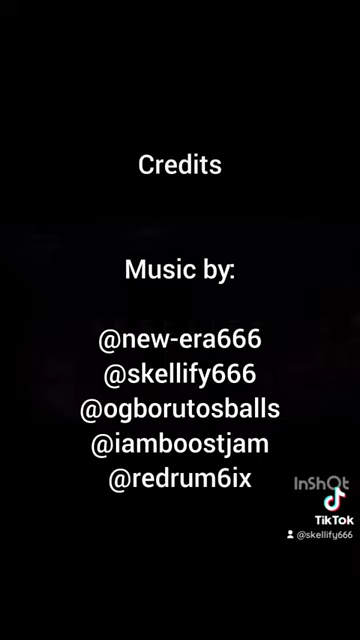 Credits
Music by:
@new-era666
@skellify666
@ogborutosballs
@iamboostjam
@redrum6ix
InShOt
TikTok
@skellify666